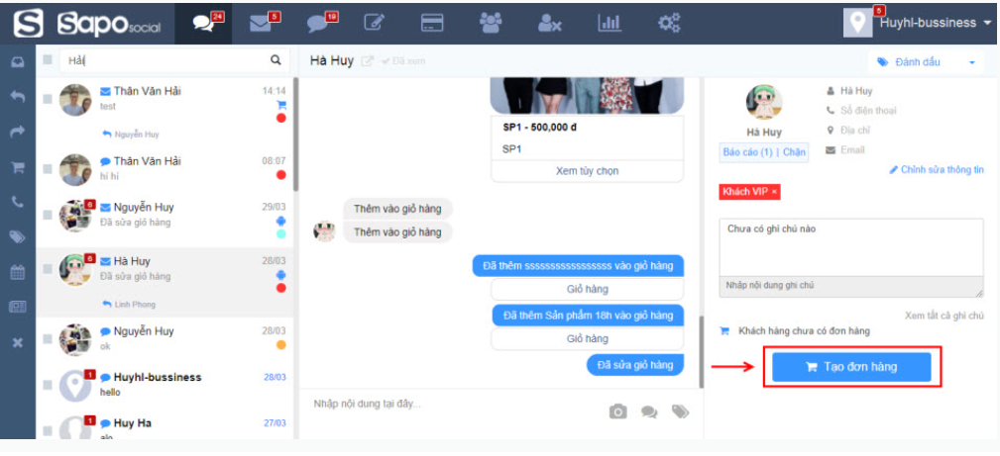 S Saposocial 24 5 19 5 Huyhl-bussiness
Hải
Hà Huy Đã xem
Đánh dấu
Thân Văn Hải 14:14
test
Nguyễn Huy
Thân Văn Hải 08:07
hi hi
6 Nguyễn Huy 29/03
Đã sửa giỏ hàng
6 Hà Huy 28/03
Đã sửa giỏ hàng
Linh Phong
Nguyễn Huy 28/03
ok
1 Huyhl-bussiness 28/03
hello
1 Huy Ha 27/03
alo
SP1 - 500,000 đ
SP1
Xem tùy chọn
Thêm vào giỏ hàng
Thêm vào giỏ hàng
Đã thêm sssssssssssssssss vào giỏ hàng
Giỏ hàng
Đã thêm Sản phẩm 18h vào giỏ hàng
Giỏ hàng
Đã sửa giỏ hàng
Nhập nội dung tại đây...
Hà Huy
Báo cáo (1) | Chặn
Hà Huy
Số điện thoại
Địa chỉ
Email
Chỉnh sửa thông tin
Khách VIP ×
Chưa có ghi chú nào
Nhập nội dung ghi chú
Xem tất cả ghi chú
Khách hàng chưa có đơn hàng
Tạo đơn hàng